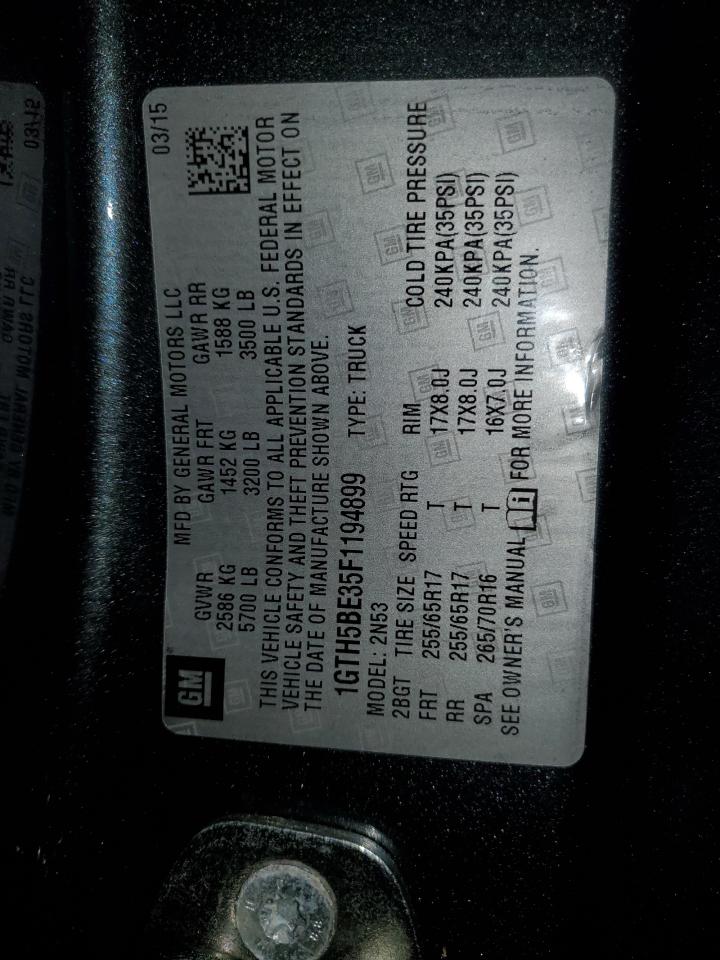 03/15
MFD BY GENERAL MOTORS LLC
GVWR GAWR FRT GAWR RR
2586 KG 1452 KG 1588 KG
5700 LB 3200 LB 3500 LB
GM
THIS VEHICLE CONFORMS TO ALL APPLICABLE U.S. FEDERAL MOTOR
VEHICLE SAFETY AND THEFT PREVENTION STANDARDS IN EFFECT ON
THE DATE OF MANUFACTURE SHOWN ABOVE.
1GTH5BE35F1194899 TYPE: TRUCK
MODEL: 2N53
2BGT TIRE SIZE SPEED RTG RIM COLD TIRE PRESSURE
FRT 255/65R17 T 17X8.0J 240KPA(35PSI)
RR 255/65R17 T 17X8.0J 240KPA(35PSI)
SPA 265/70R16 T 16X7.0J 240KPA(35PSI)
SEE OWNER'S MANUAL i FOR MORE INFORMATION.